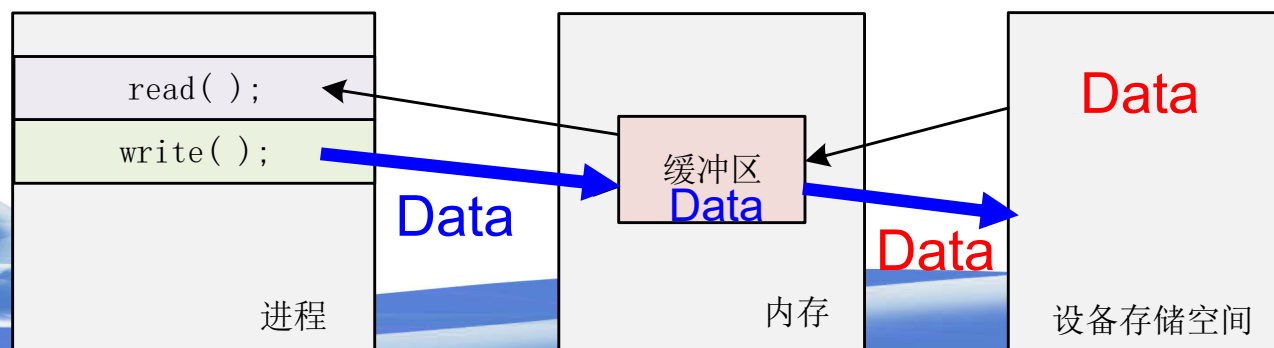 read( );
write( );
Data
进程
缓冲区
Data
内存
Data
Data
设备存储空间